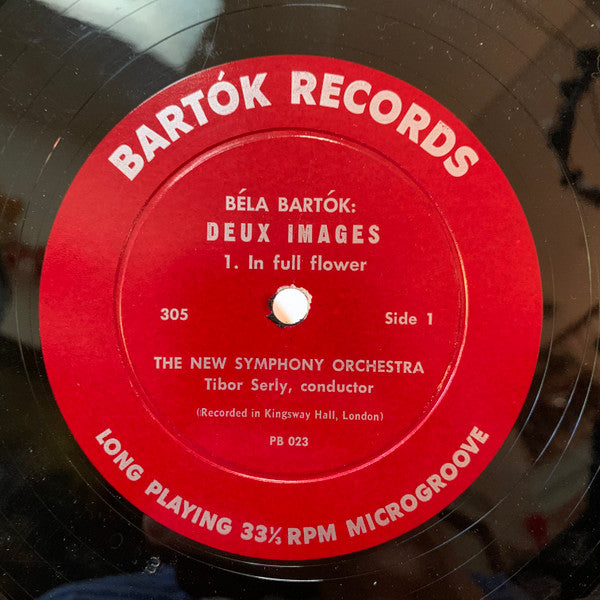 BARTÓK RECORDS
BÉLA BARTÓK:
DEUX IMAGES
1. In full flower
305
Side 1
THE NEW SYMPHONY ORCHESTRA
Tibor Serly, conductor
(Recorded in Kingsway Hall, London)
PB 023
LONG PLAYING 33⅓ RPM MICROGROOVE